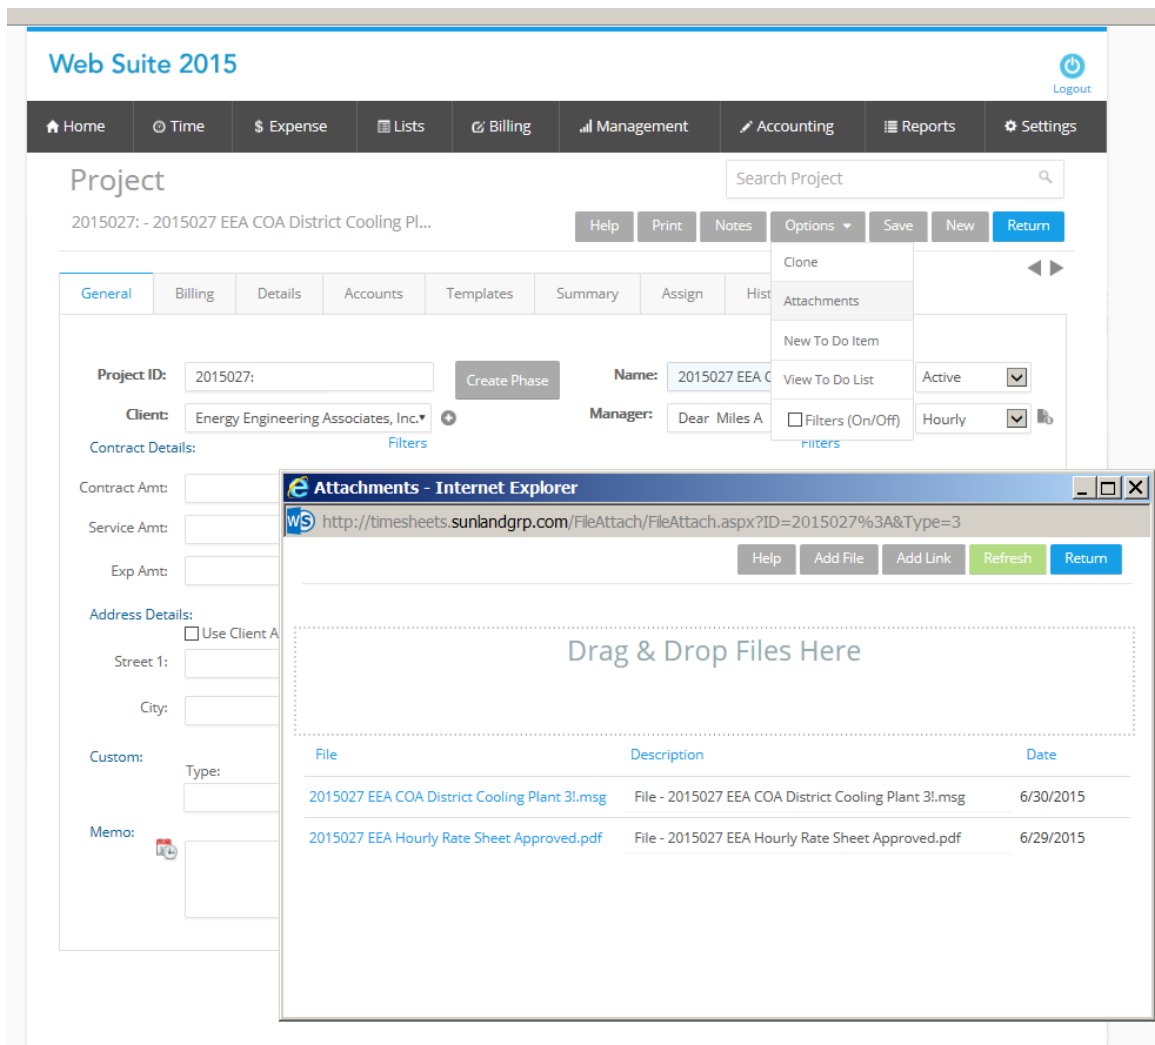 Web Suite 2015
Logout
Home Time $ Expense Lists Billing Management Accounting Reports Settings
Project
Search Project
2015027: - 2015027 EEA COA District Cooling Pl...
Help Print Notes Options Save New Return
Clone
Attachments
New To Do Item
View To Do List
Filters (On/Off)
General Billing Details Accounts Templates Summary Assign Hist
Project ID: 2015027: Create Phase Name: 2015027 EEA C Active
Client: Energy Engineering Associates, Inc. Manager: Dear Miles A Hourly
Filters Filters
Contract Details:
Contract Amt:
Service Amt:
Exp Amt:
Address Details:
Use Client A
Street 1:
City:
Custom:
Type:
Memo:
Attachments - Internet Explorer
WS http://timesheets.sunlandgrp.com/FileAttach/FileAttach.aspx?ID=2015027%3A&Type=3
Help Add File Add Link Refresh Return
Drag & Drop Files Here
File Description Date
2015027 EEA COA District Cooling Plant 3!.msg File - 2015027 EEA COA District Cooling Plant 3!.msg 6/30/2015
2015027 EEA Hourly Rate Sheet Approved.pdf File - 2015027 EEA Hourly Rate Sheet Approved.pdf 6/29/2015